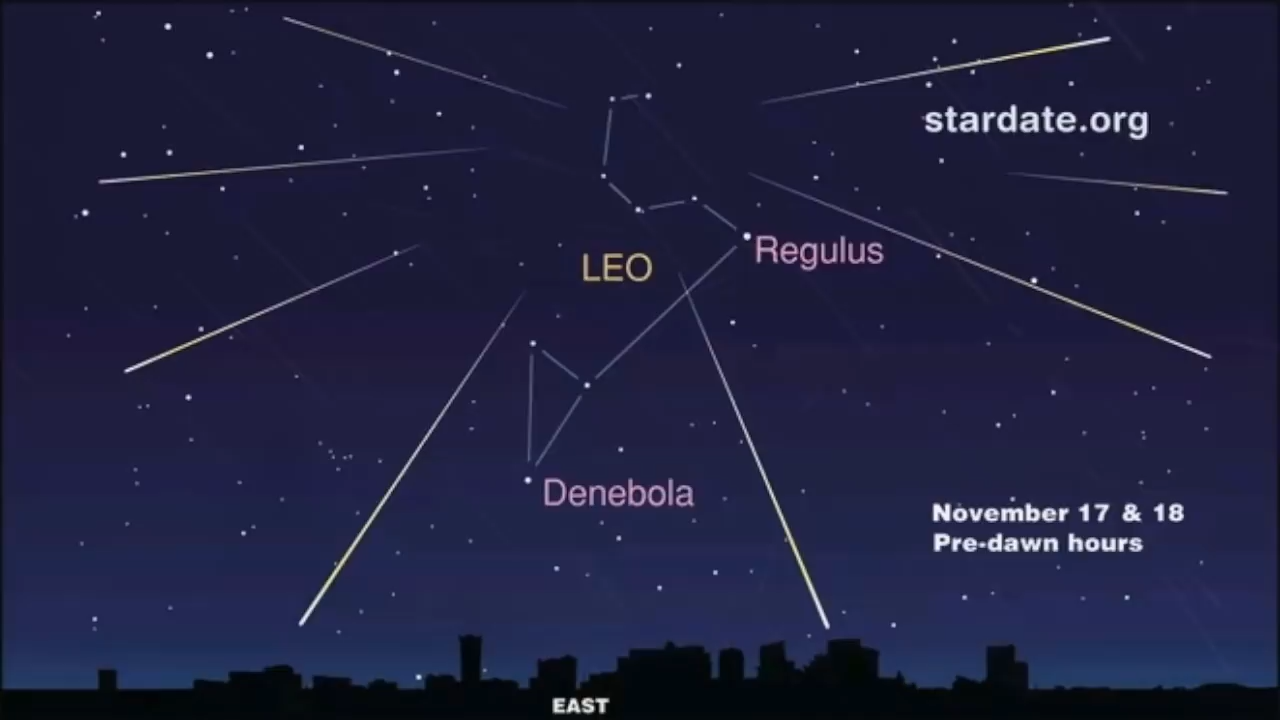 stardate.org
Regulus
LEO
Denebola
November 17 & 18
Pre-dawn hours
EAST